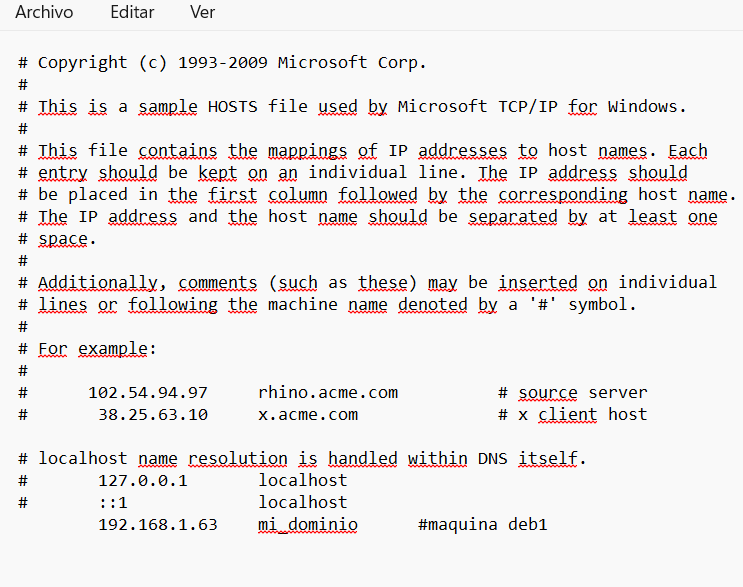 Archivo Editar Ver
# Copyright (c) 1993-2009 Microsoft Corp.
#
# This is a sample HOSTS file used by Microsoft TCP/IP for Windows.
#
# This file contains the mappings of IP addresses to host names. Each
# entry should be kept on an individual line. The IP address should
# be placed in the first column followed by the corresponding host name.
# The IP address and the host name should be separated by at least one
# space.
#
# Additionally, comments (such as these) may be inserted on individual
# lines or following the machine name denoted by a '#' symbol.
#
# For example:
#
#      102.54.94.97     rhino.acme.com          # source server
#       38.25.63.10     x.acme.com              # x client host
# localhost name resolution is handled within DNS itself.
#       127.0.0.1       localhost
#       ::1             localhost
        192.168.1.63    mi_dominio      #maquina deb1